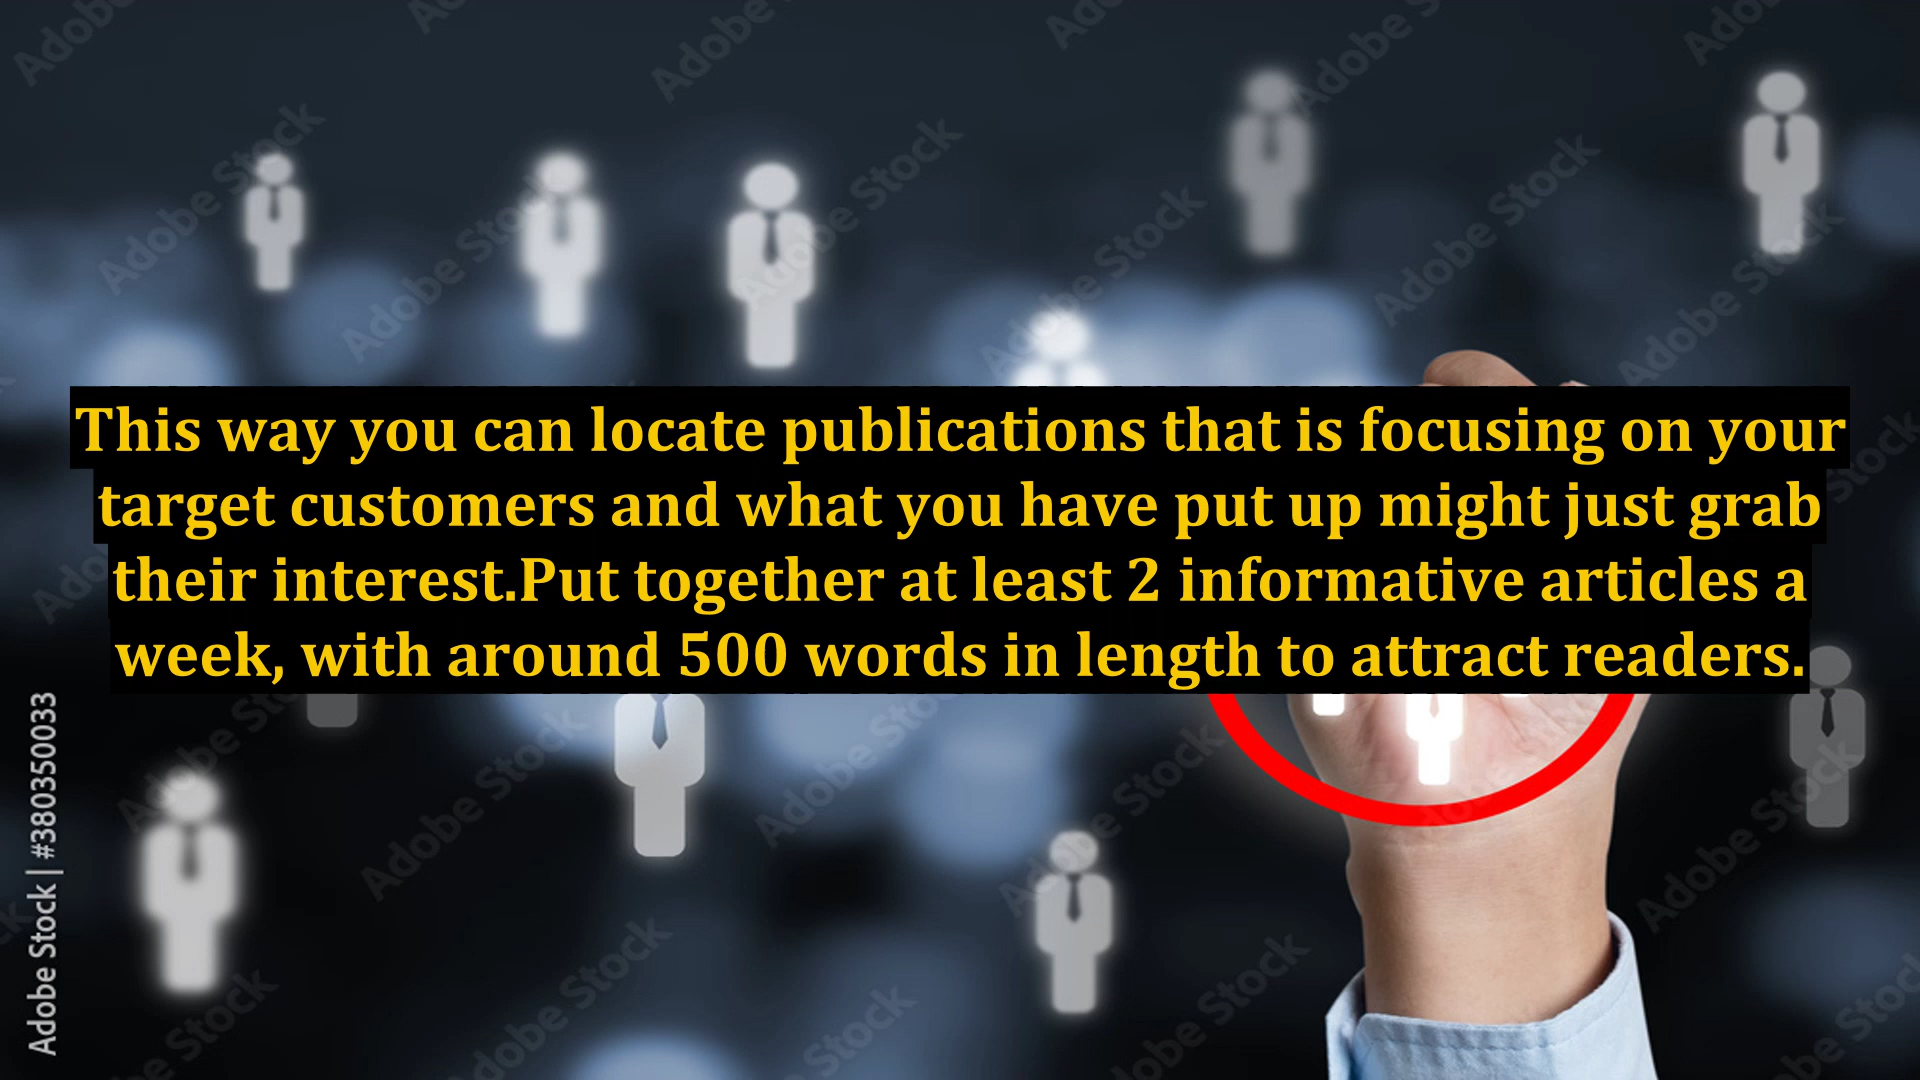 This way you can locate publications that is focusing on your
target customers and what you have put up might just grab
their interest.Put together at least 2 informative articles a
week, with around 500 words in length to attract readers.
Adobe Stock | #380350033
Adobe Stock